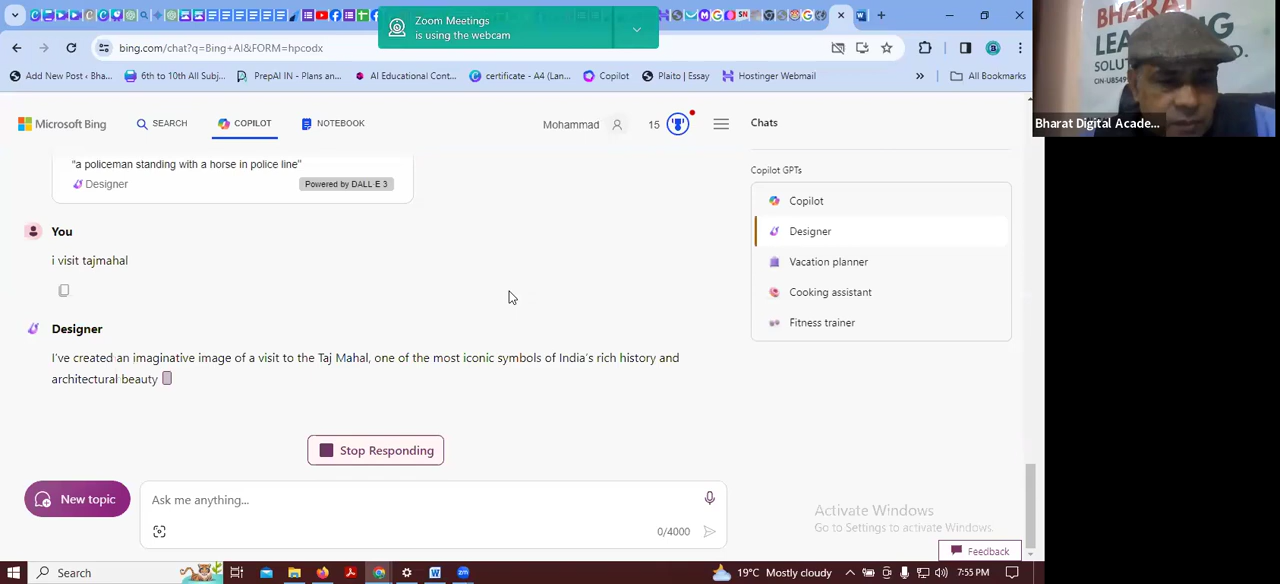 Zoom Meetings
is using the webcam
bing.com/chat?q=Bing+AI&FORM=hpcodx
Add New Post ‹ Bha...
6th to 10th All Subj...
PrepAI IN - Plans an...
AI Educational Cont...
certificate - A4 (Lan...
Copilot
Plaito | Essay
Hostinger Webmail
»
All Bookmarks
BHARAT
SOLUT
Bharat Digital Acade...
Microsoft Bing
SEARCH
COPILOT
NOTEBOOK
Mohammad
15
Chats
"a policeman standing with a horse in police line"
Designer
Powered by DALL·E 3
Copilot GPTs
Copilot
Designer
Vacation planner
Cooking assistant
Fitness trainer
You
i visit tajmahal
Designer
I've created an imaginative image of a visit to the Taj Mahal, one of the most iconic symbols of India's rich history and
architectural beauty
Stop Responding
New topic
Ask me anything...
0/4000
Activate Windows
Go to Settings to activate Windows.
Feedback
Search
19°C Mostly cloudy
7:55 PM